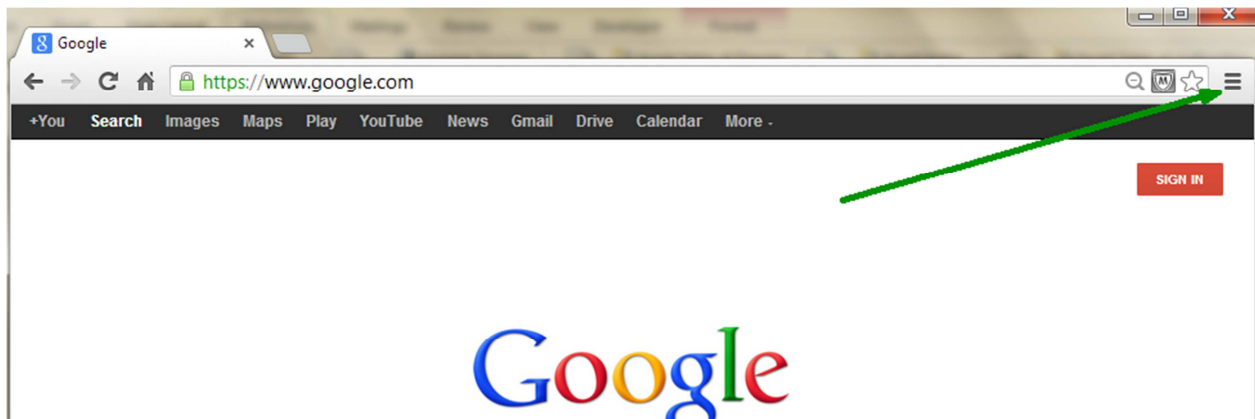 Google
https://www.google.com
+You Search Images Maps Play YouTube News Gmail Drive Calendar More
SIGN IN
Google